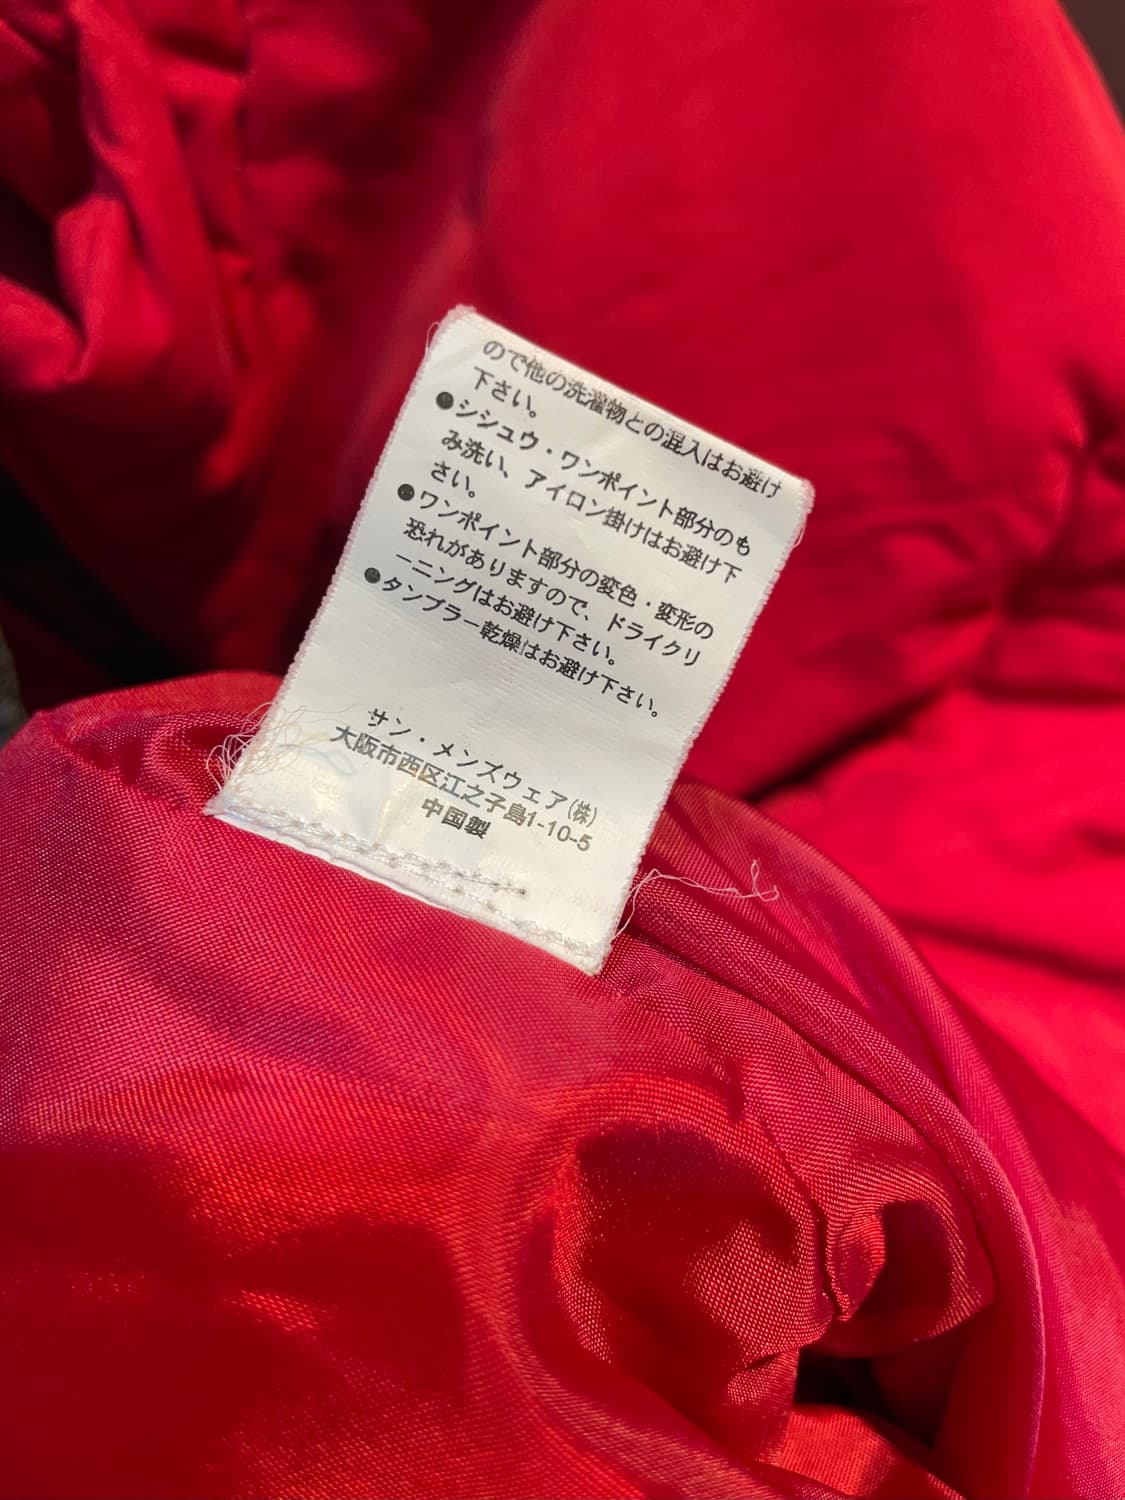 ので他の洗濯物との混入はお避け
下さい。
●シシュウ・ワンポイント部分のも
み洗い、アイロン掛けはお避け下
さい。
●ワンポイント部分の変色・変形の
恐れがありますので、ドライクリ
ーニングはお避け下さい。
●タンブラー乾燥はお避け下さい。
サン・メンズウェア(株)
大阪市西区江之子島1-10-5
中国製